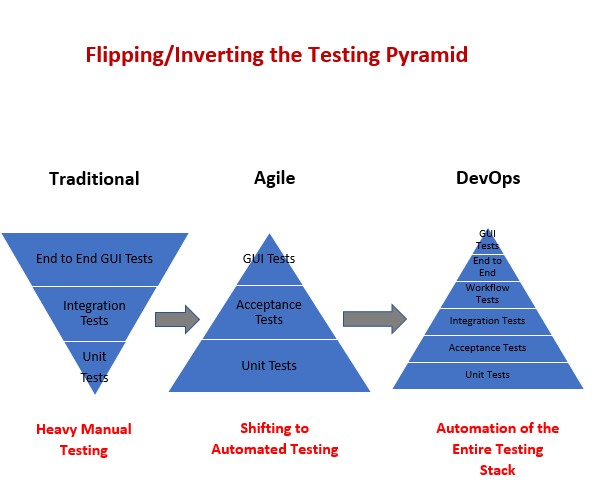 Flipping/Inverting the Testing Pyramid
Traditional
Agile
DevOps
End to End GUI Tests
Integration
Tests
Unit
Tests
GUI Tests
Acceptance
Tests
Unit Tests
GUI
Tests
End to
End
Workflow
Tests
Integration Tests
Acceptance Tests
Unit Tests
Heavy Manual
Testing
Shifting to
Automated Testing
Automation of the
Entire Testing
Stack